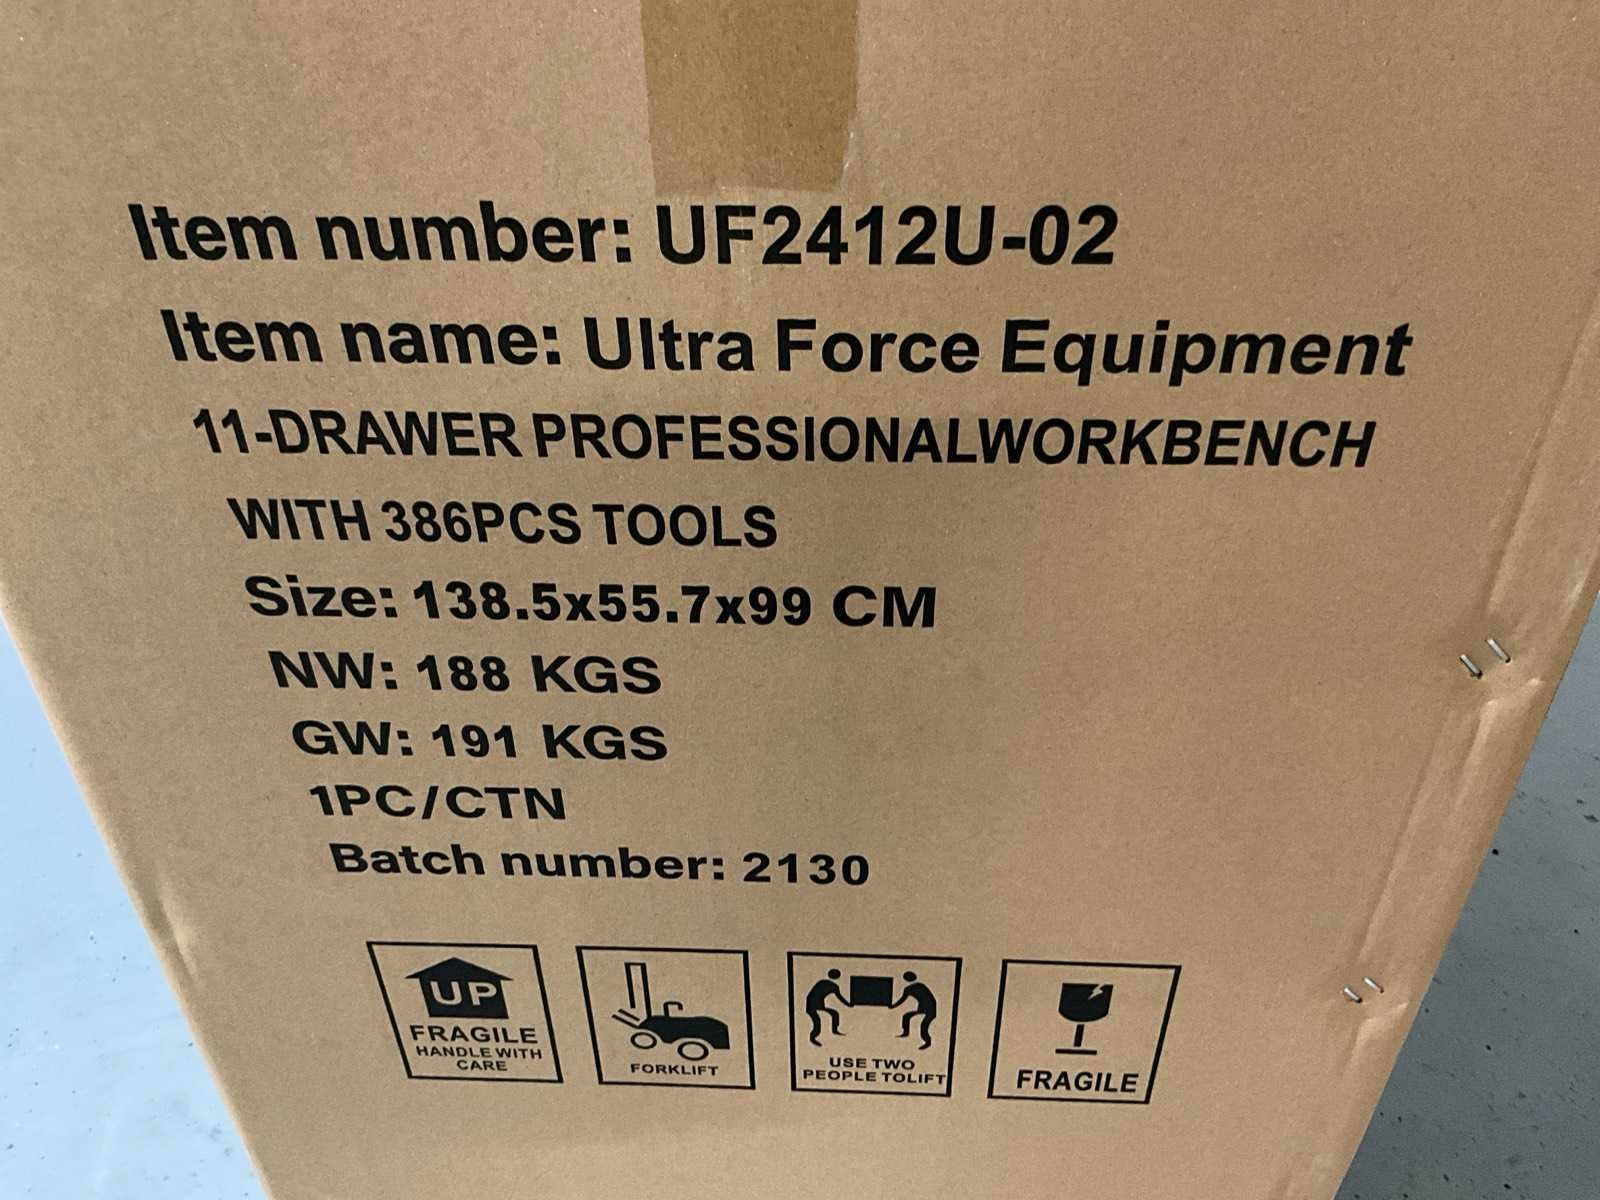 Item number: UF2412U-02
Item name: Ultra Force Equipment
11-DRAWER PROFESSIONALWORKBENCH
WITH 386PCS TOOLS
Size: 138.5x55.7x99 CM
NW: 188 KGS
GW: 191 KGS
1PC/CTN
Batch number: 2130
UP
FRAGILE
HANDLE WITH
CARE
FORKLIFT
USE TWO
PEOPLE TOLIFT
FRAGILE